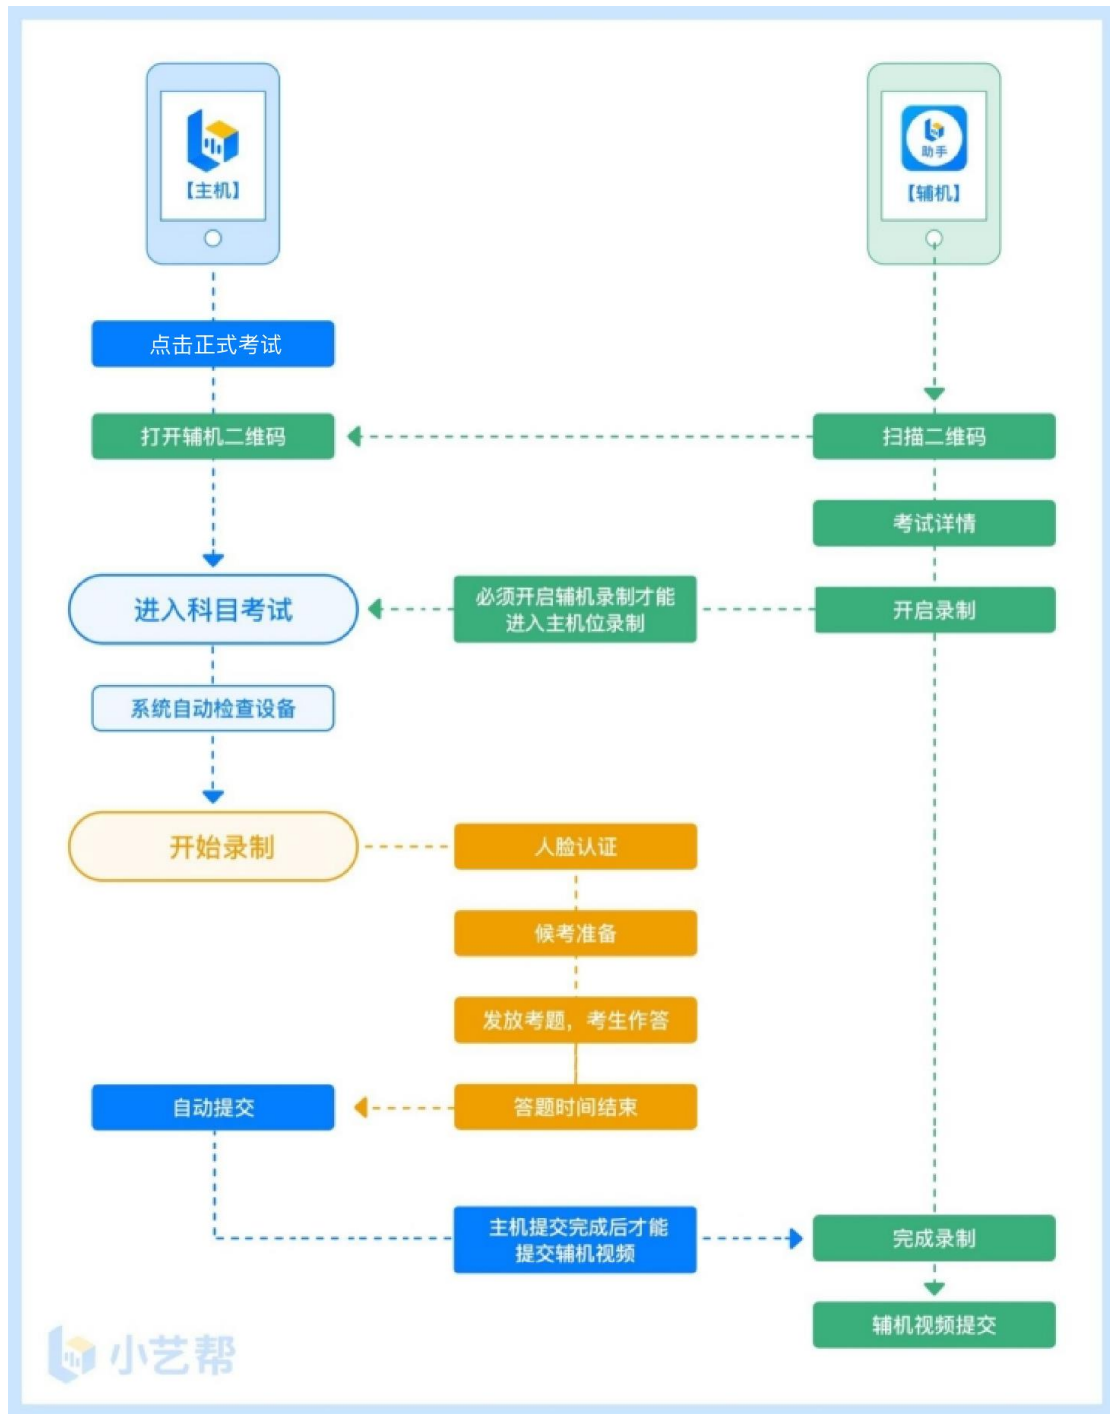 【主机】
助手
【辅机】
点击正式考试
打开辅机二维码
扫描二维码
考试详情
进入科目考试
必须开启辅机录制才能
进入主机位录制
开启录制
系统自动检查设备
开始录制
人脸认证
候考准备
发放考题，考生作答
自动提交
答题时间结束
主机提交完成后才能
提交辅机视频
完成录制
辅机视频提交
小艺帮